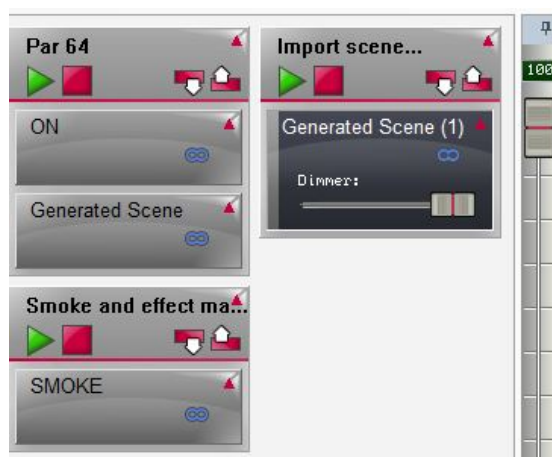 Par 64
ON
Generated Scene
Smoke and effect ma...
SMOKE
Import scene...
Generated Scene (1)
Dimmer:
100